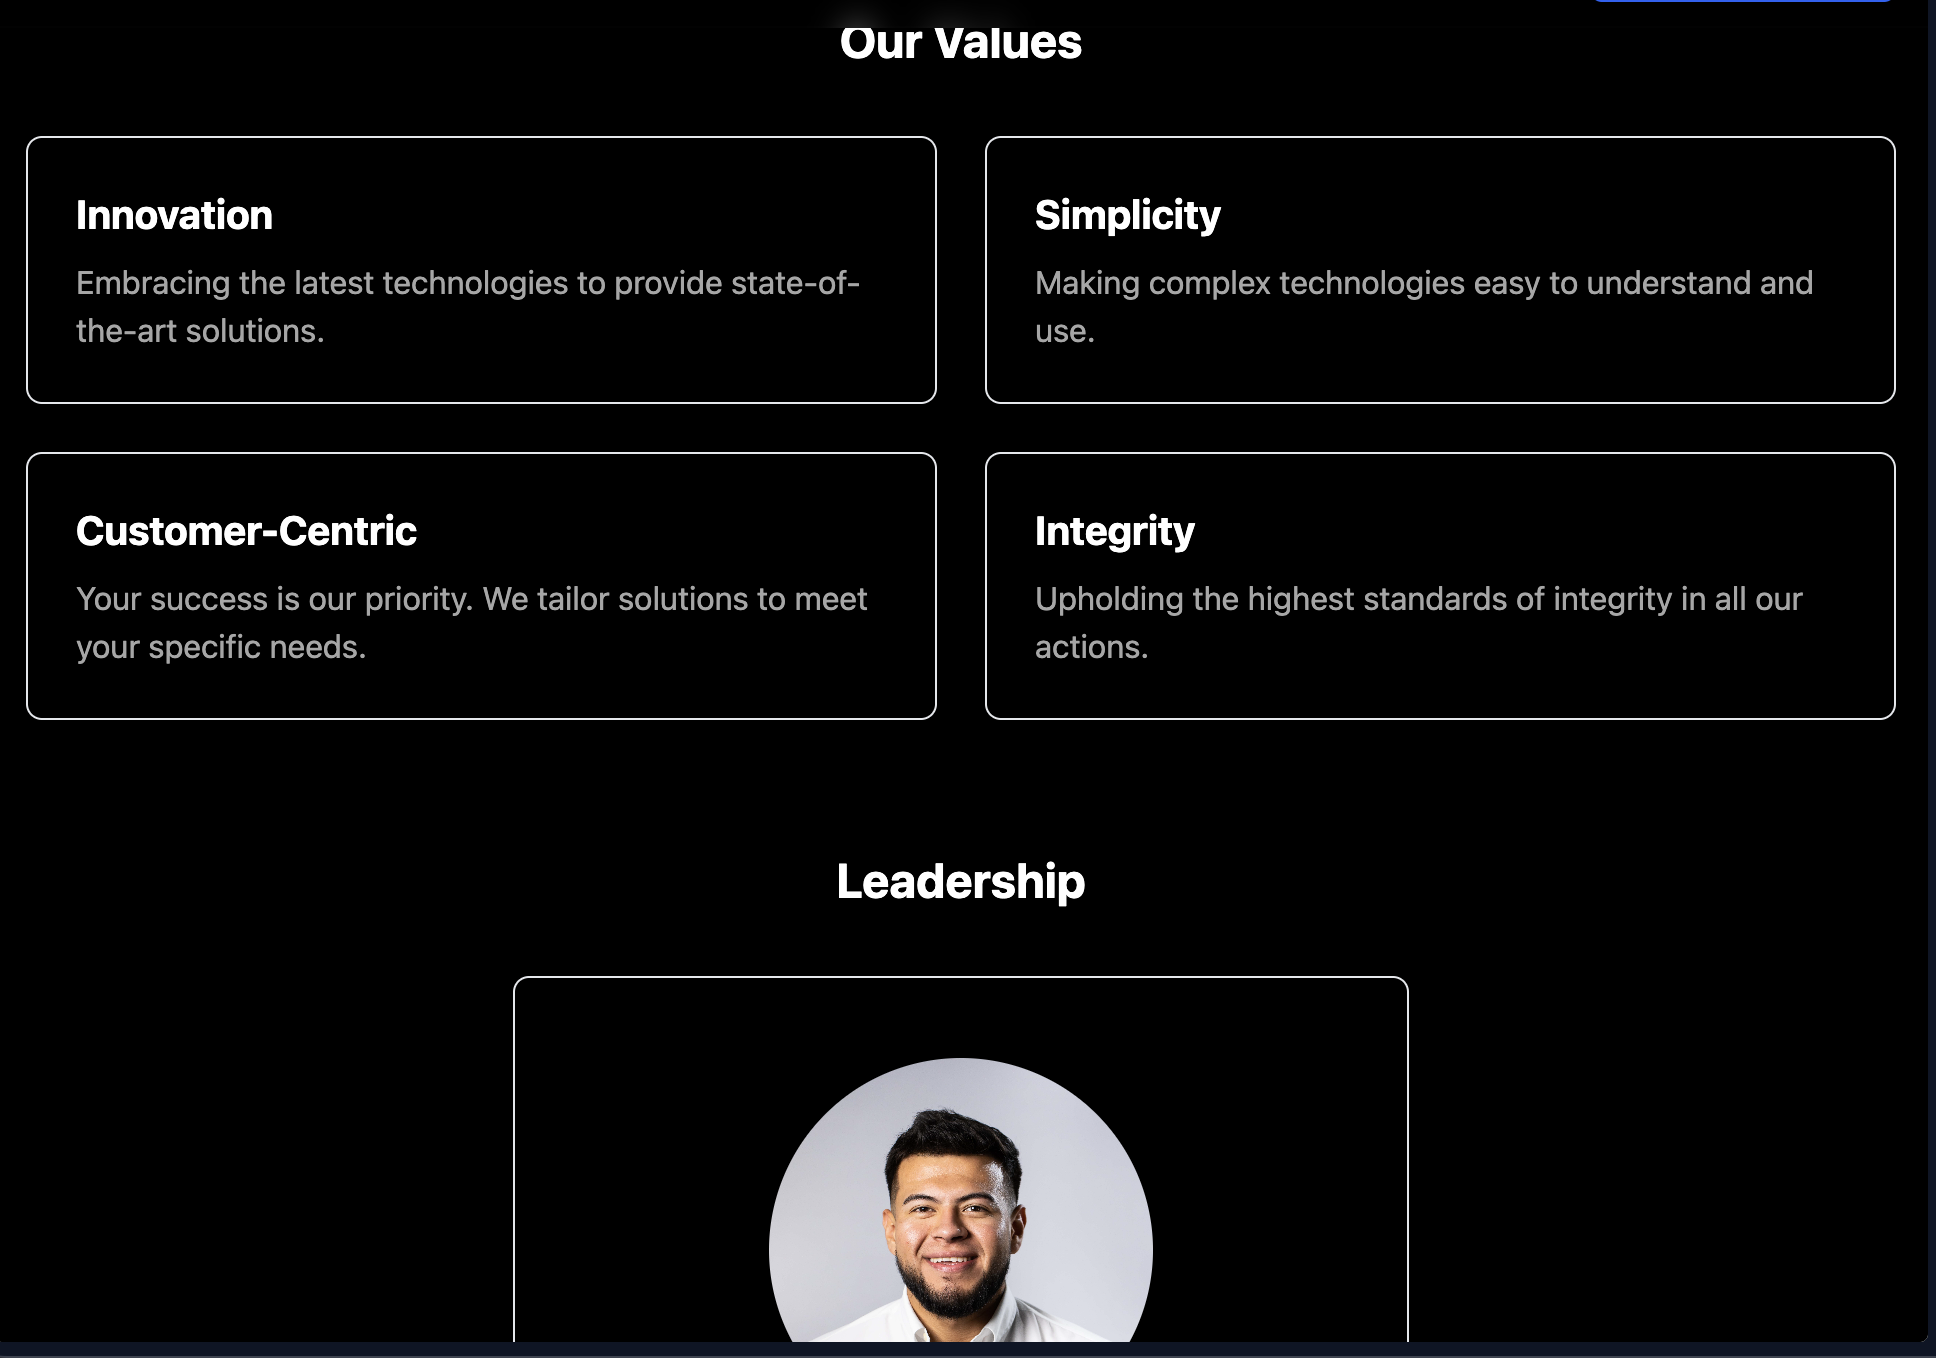 Our Values
Innovation
Embracing the latest technologies to provide state-of-
the-art solutions.
Simplicity
Making complex technologies easy to understand and
use.
Customer-Centric
Your success is our priority. We tailor solutions to meet
your specific needs.
Integrity
Upholding the highest standards of integrity in all our
actions.
Leadership